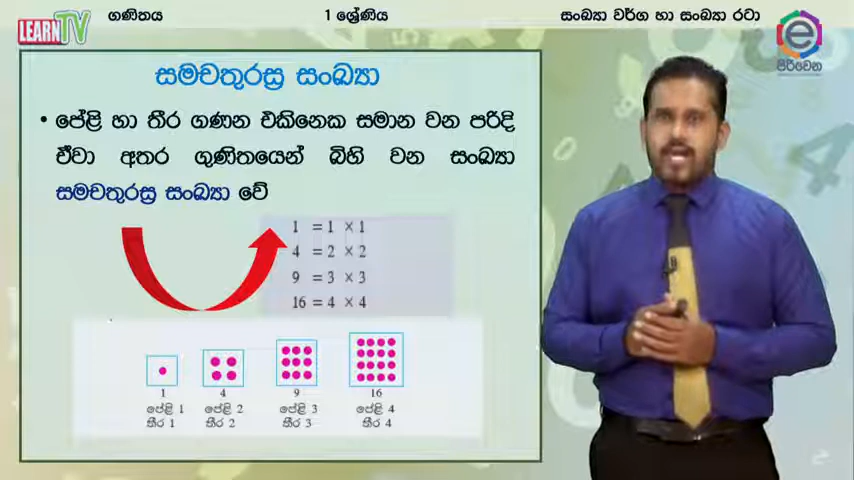 LEARN TV
ගණිතය
1 ශ්‍රේණිය
සංඛ්‍යා වර්ග හා සංඛ්‍යා රටා
e
පිරිවෙන
සමචතුරස්‍ර සංඛ්‍යා
• පේළි හා තීර ගණන එකිනෙක සමාන වන පරිදි
ඒවා අතර ගුණිතයෙන් බිහි වන සංඛ්‍යා
සමචතුරස්‍ර සංඛ්‍යා වේ
1 = 1 × 1
4 = 2 × 2
9 = 3 × 3
16 = 4 × 4
1 4 9 16
පේළි 1 පේළි 2 පේළි 3 පේළි 4
තීර 1 තීර 2 තීර 3 තීර 4